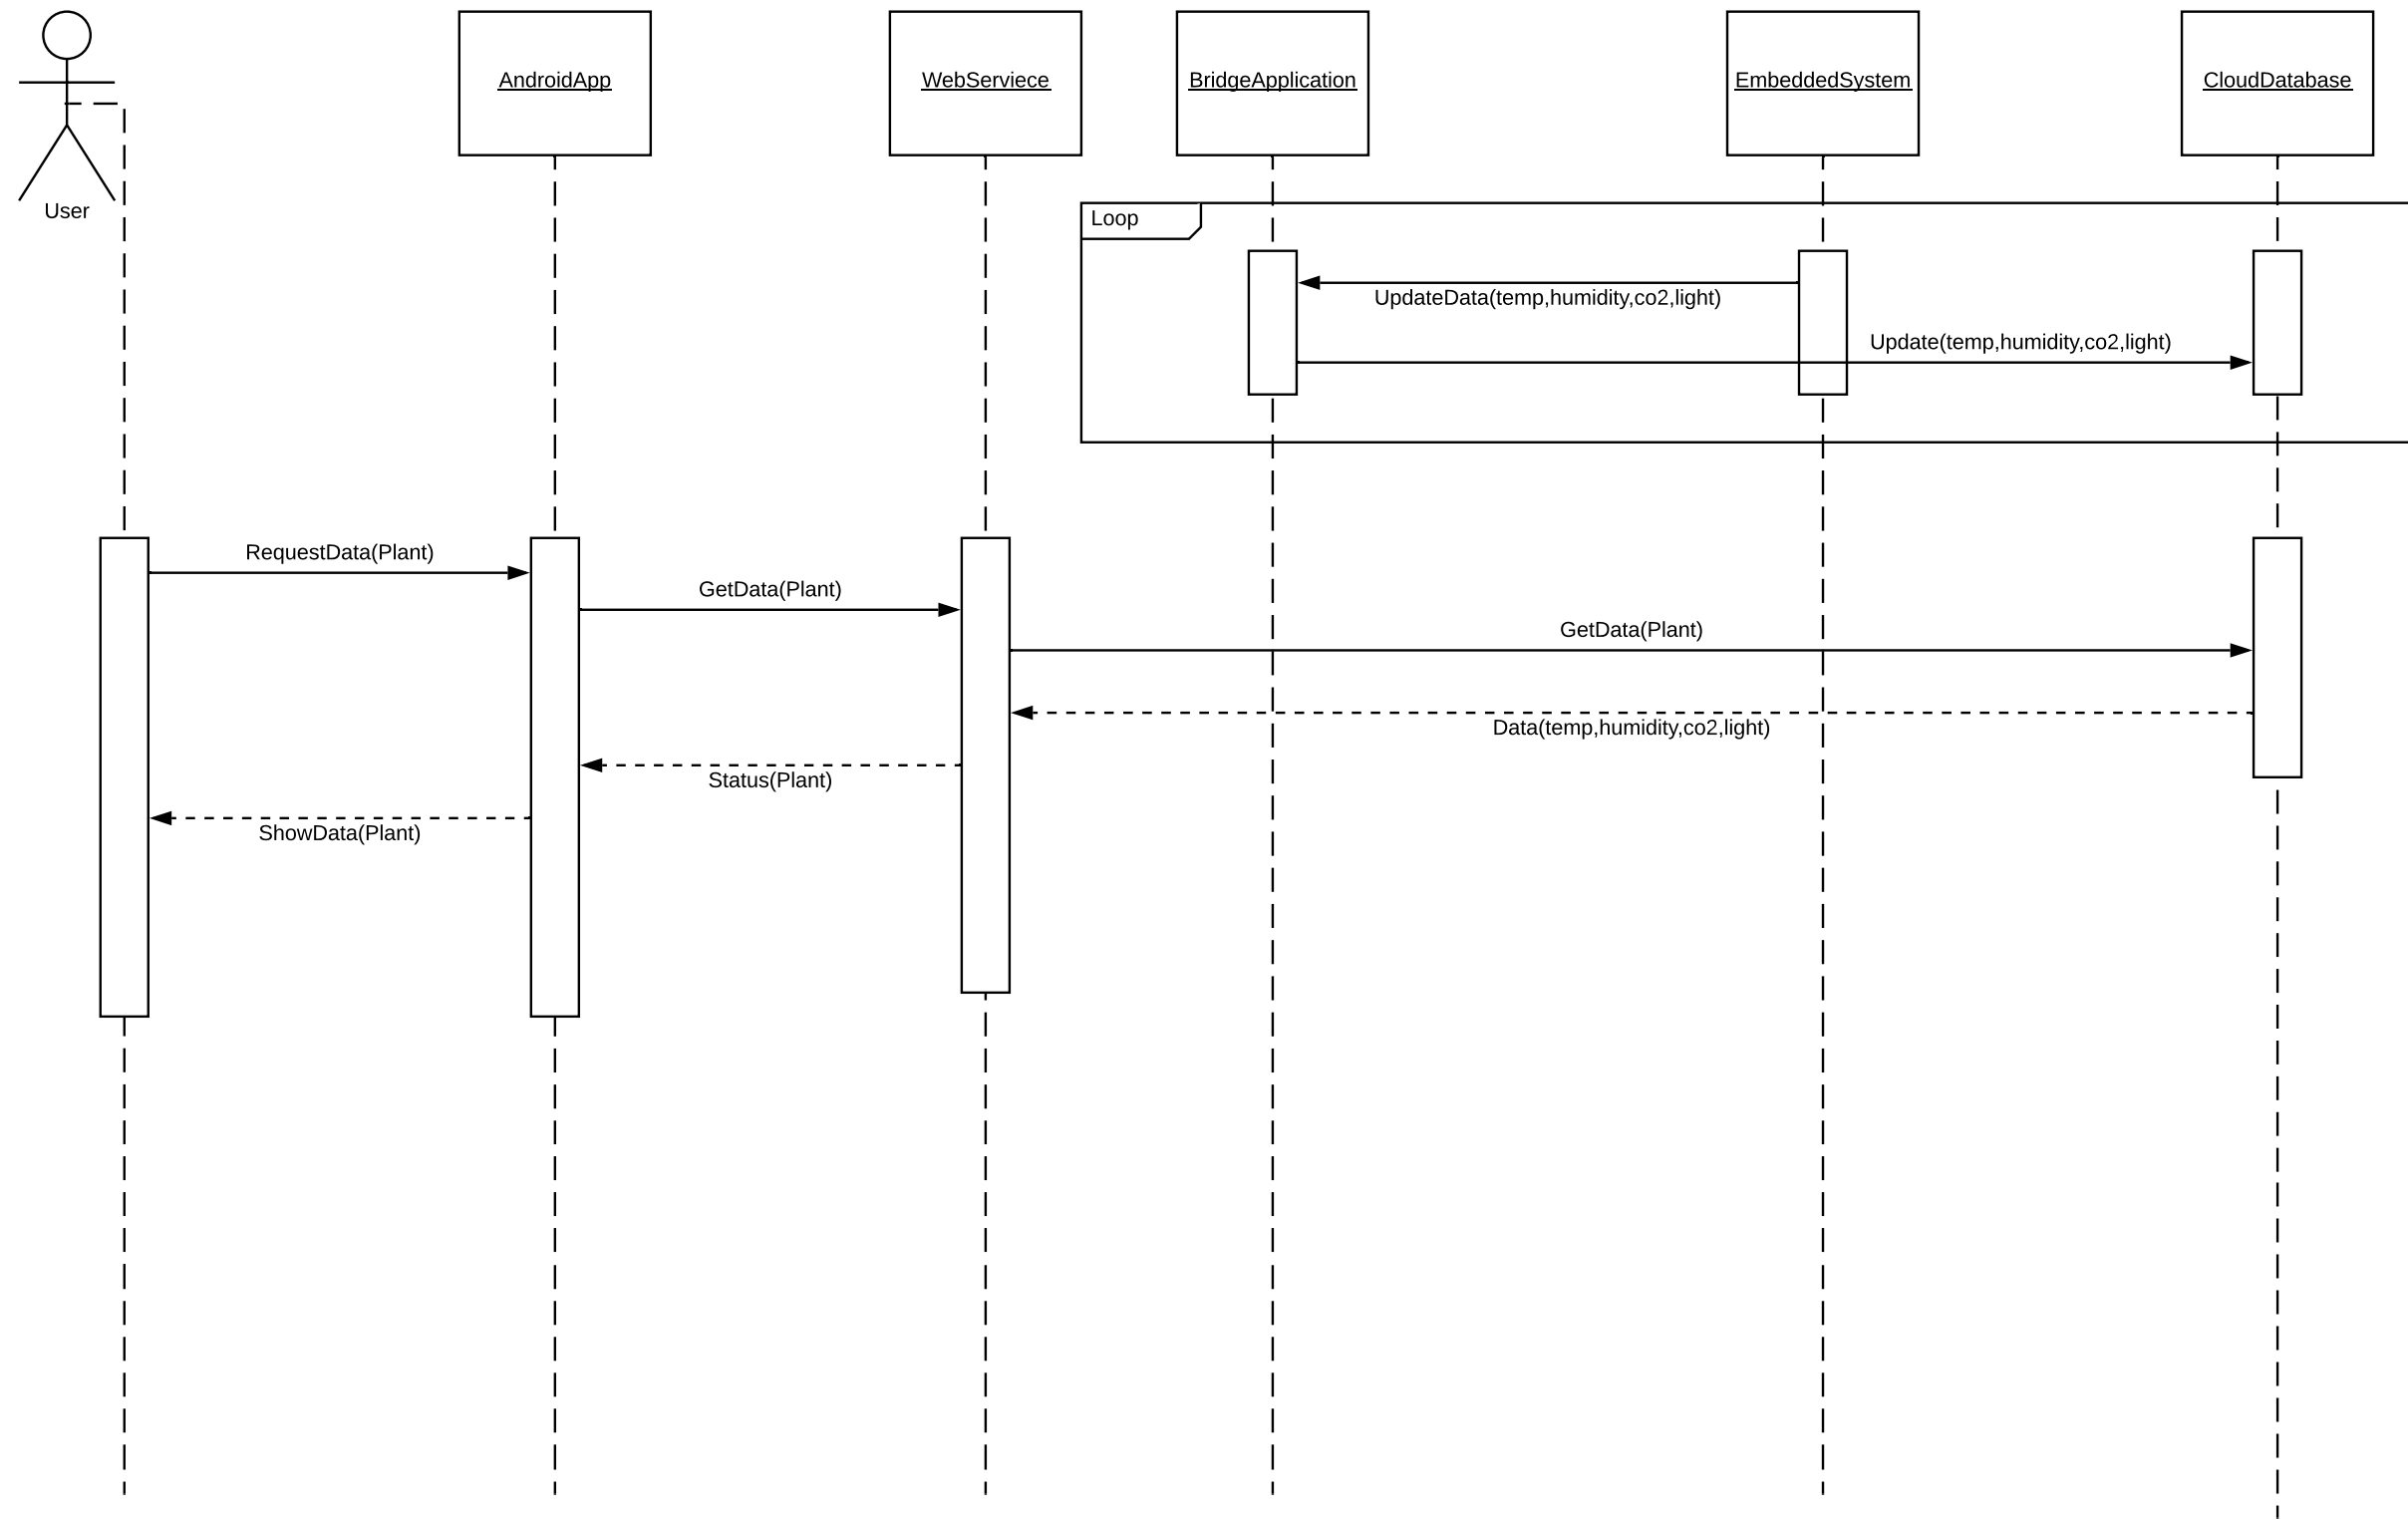 AndroidApp
WebServiece
BridgeApplication
EmbeddedSystem
CloudDatabase
User
Loop
UpdateData(temp,humidity,co2,light)
Update(temp,humidity,co2,light)
RequestData(Plant)
GetData(Plant)
GetData(Plant)
Data(temp,humidity,co2,light)
Status(Plant)
ShowData(Plant)